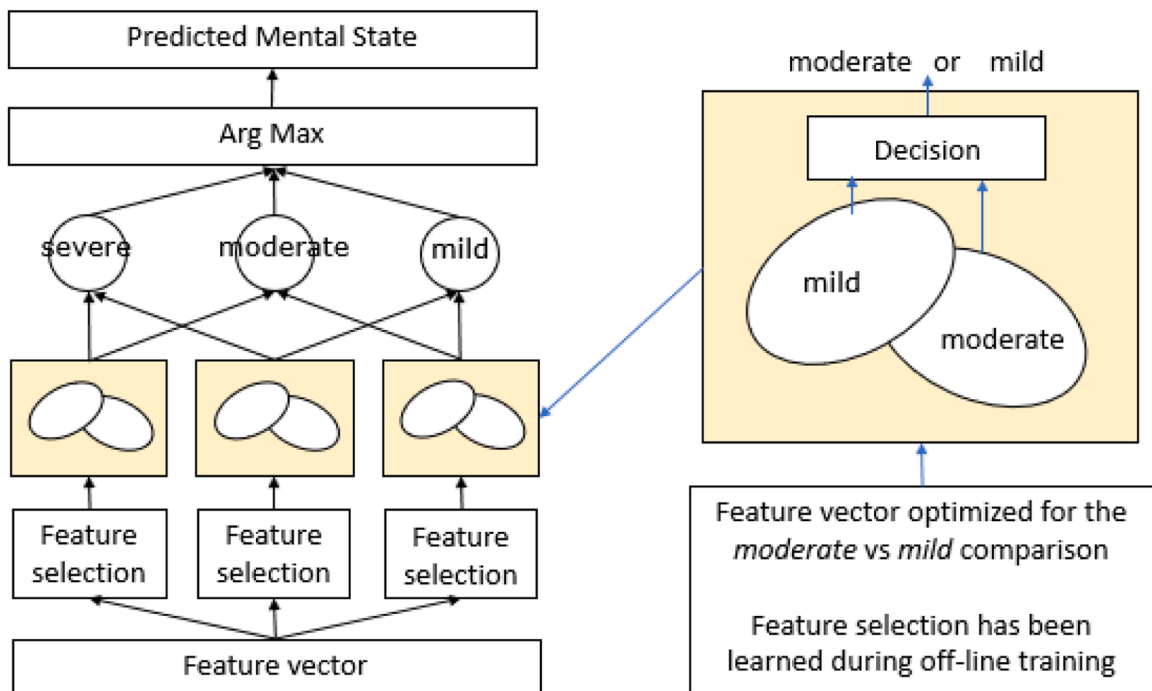 Predicted Mental State
Arg Max
severe
moderate
mild
Feature
selection
Feature
selection
Feature
selection
Feature vector
moderate or mild
Decision
mild
moderate
Feature vector optimized for the
moderate vs mild comparison
Feature selection has been
learned during off-line training